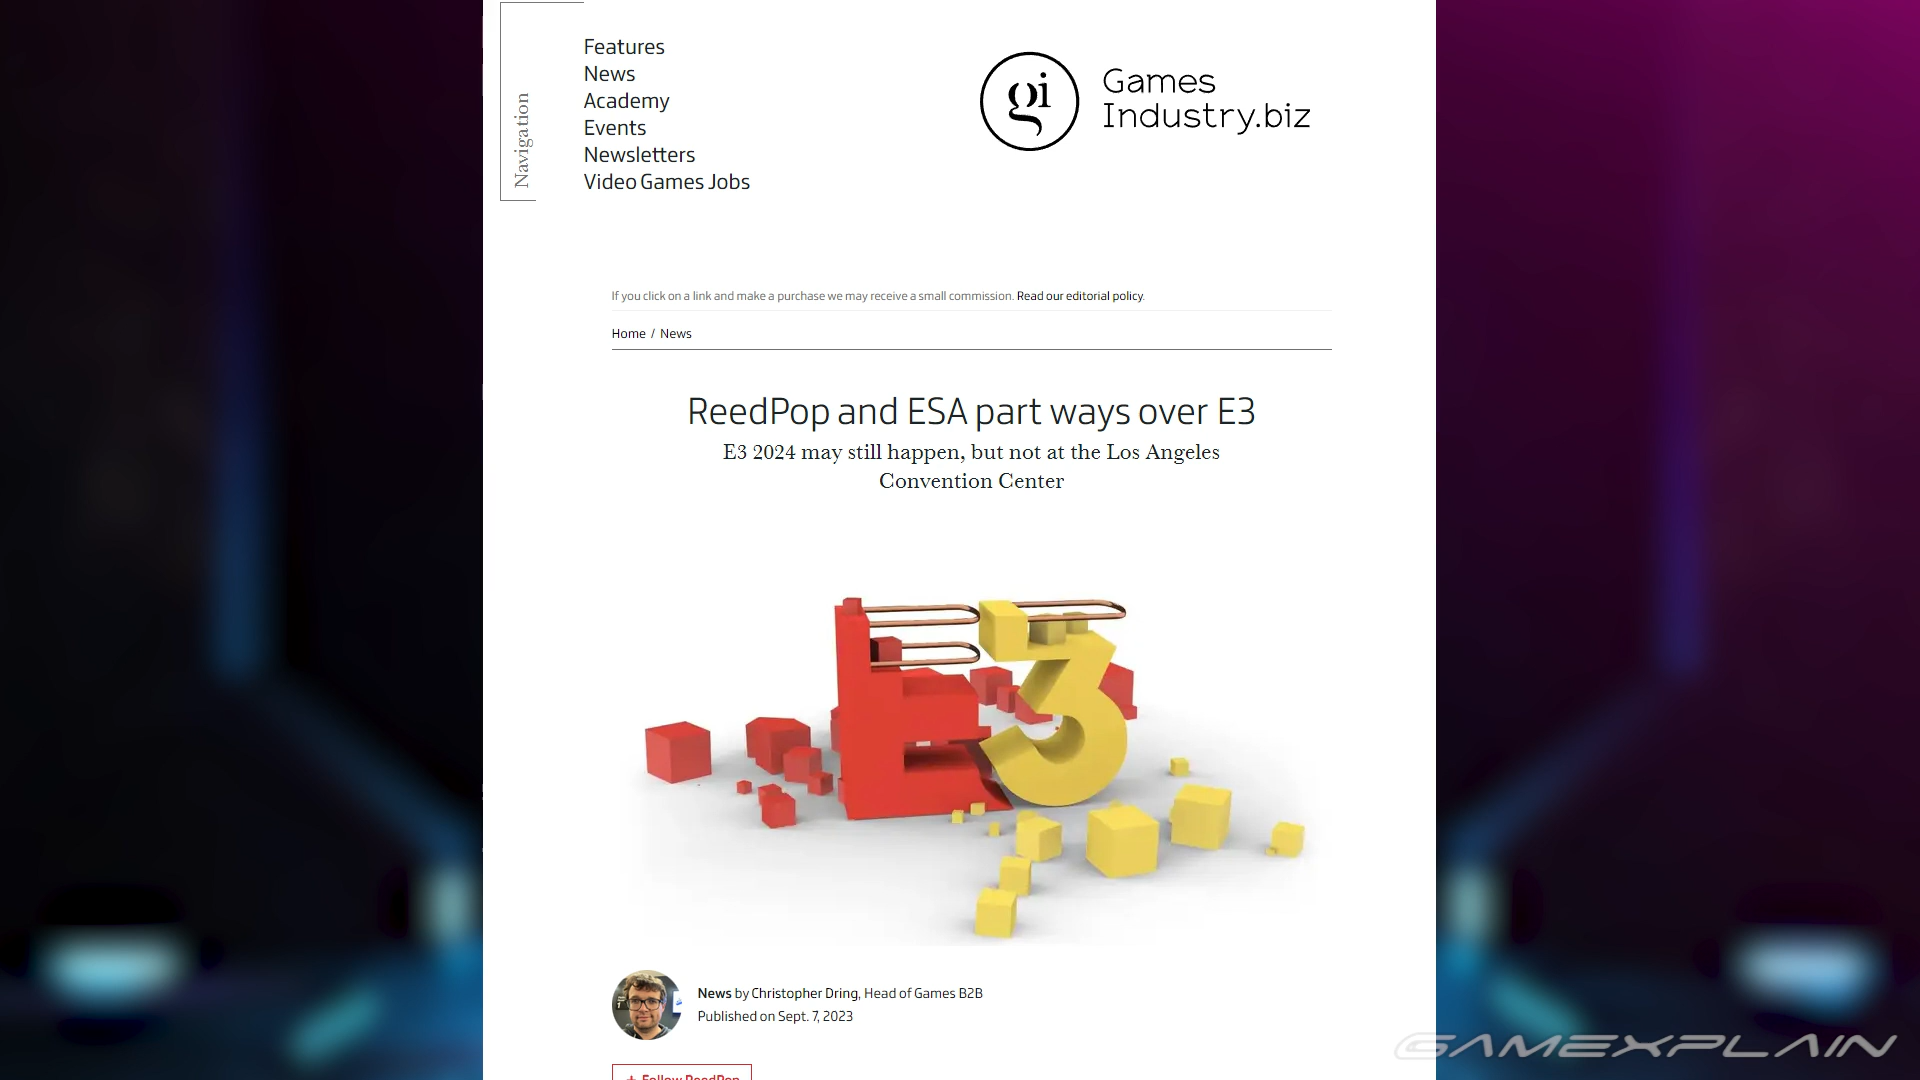 Navigation
Features
News
Academy
Events
Newsletters
Video Games Jobs
gi
Games
Industry.biz
If you click on a link and make a purchase we may receive a small commission. Read our editorial policy.
Home / News
ReedPop and ESA part ways over E3
E3 2024 may still happen, but not at the Los Angeles
Convention Center
E3
News by Christopher Dring, Head of Games B2B
Published on Sept. 7, 2023
+ Follow ReedPop
GAMEXPLAIN